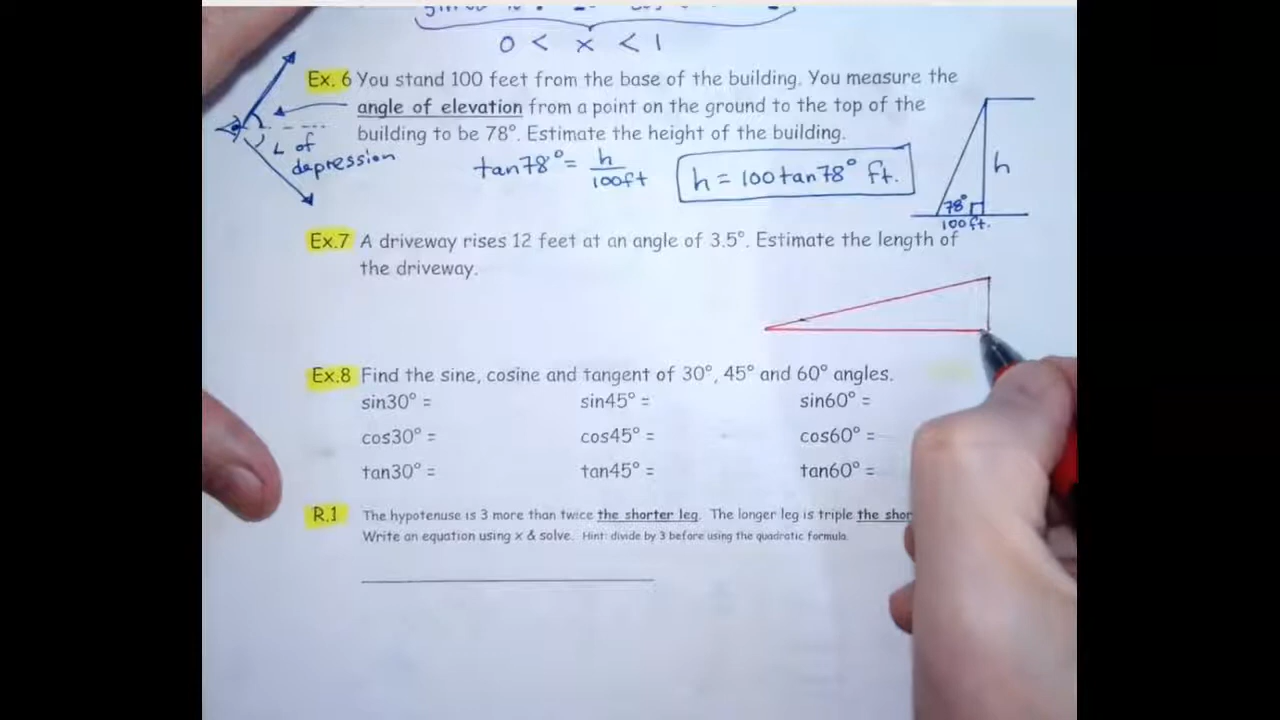 0 < x < 1
Ex. 6 You stand 100 feet from the base of the building. You measure the
angle of elevation from a point on the ground to the top of the
building to be 78°. Estimate the height of the building.
∠ of
depression
tan78° = h/100ft
h = 100tan78° ft.
h
78°
100ft.
Ex.7 A driveway rises 12 feet at an angle of 3.5°. Estimate the length of
the driveway.
Ex.8 Find the sine, cosine and tangent of 30°, 45° and 60° angles.
sin30° = sin45° = sin60° =
cos30° = cos45° = cos60° =
tan30° = tan45° = tan60° =
R.1 The hypotenuse is 3 more than twice the shorter leg. The longer leg is triple the shor
Write an equation using x & solve. Hint: divide by 3 before using the quadratic formula.